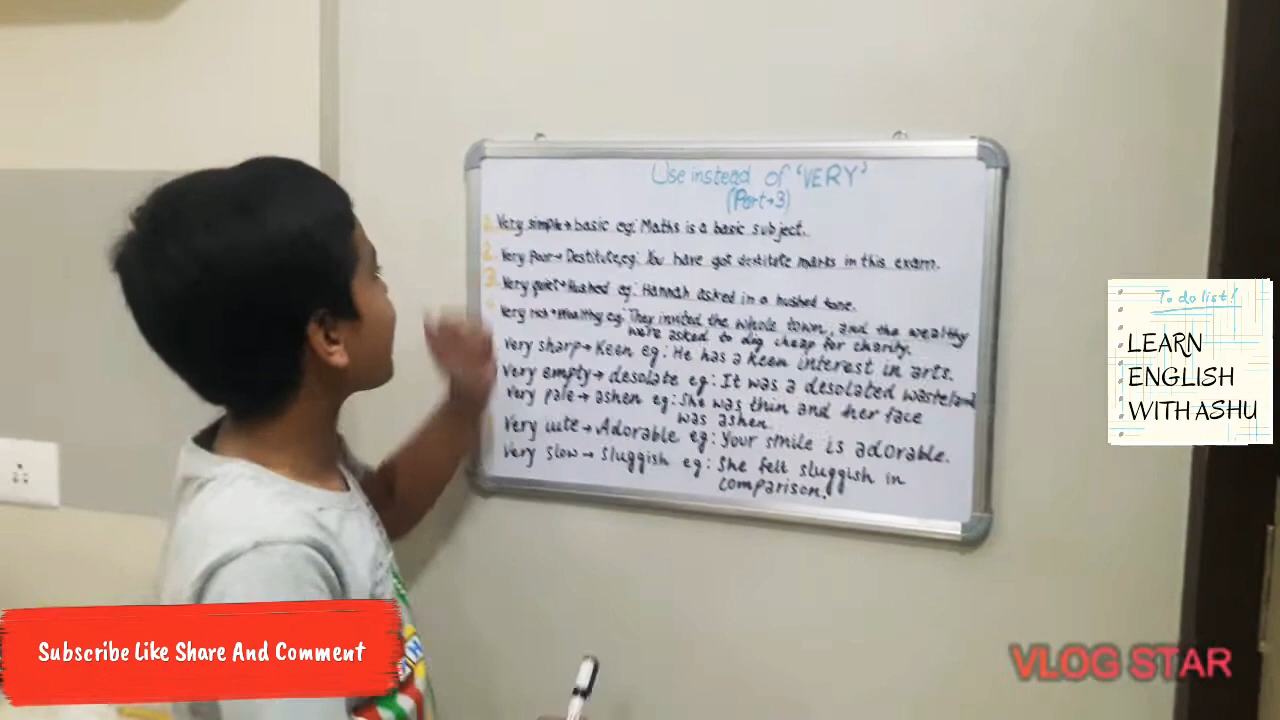 Use instead of 'VERY'
(Part→3)
1. Very simple→basic eg: Maths is a basic subject.
2. Very Poor→ Destitute, eg: You have got destitute marks in this exam.
3. Very quiet→Hushed eg: Hannah asked in a hushed tone.
4. Very rich→Wealthy eg: They invited the whole town, and the wealthy
were asked to dig cheap for charity.
Very sharp→ Keen eg: He has a keen interest in arts.
Very empty→ desolate eg: It was a desolated wasteland
Very pale→ ashen eg: She was thin and her face
was ashen.
Very cute→ Adorable eg: Your smile is adorable.
Very slow→ sluggish eg: She felt sluggish in
comparison.
To do list!
LEARN
ENGLISH
WITH ASHU
Subscribe Like Share And Comment
VLOG STAR